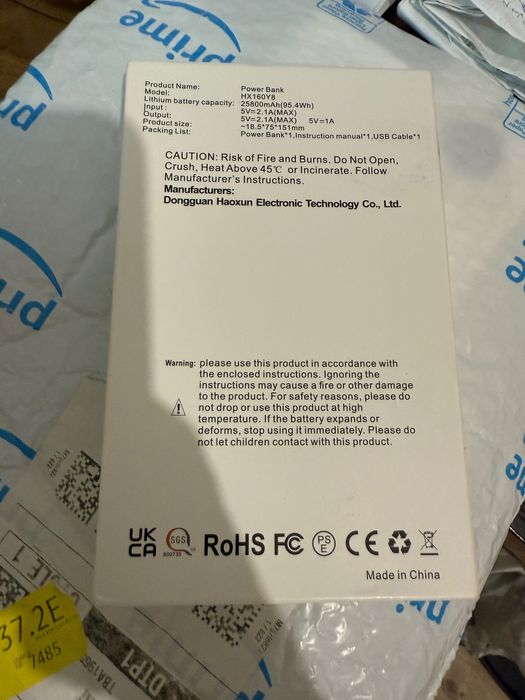 Product Name: Power Bank
Model: HX160Y8
Lithium battery capacity: 25800mAh(95.4Wh)
Input : 5V=2.1A(MAX)
Output: 5V=2.1A(MAX) 5V=1A
Product size: ~18.5*75*151mm
Packing List: Power Bank*1,Instruction manual*1,USB Cable*1
CAUTION: Risk of Fire and Burns. Do Not Open,
Crush, Heat Above 45℃ or Incinerate. Follow
Manufacturer's Instructions.
Manufacturers:
Dongguan Haoxun Electronic Technology Co., Ltd.
Warning: please use this product in accordance with
the enclosed instructions. Ignoring the
instructions may cause a fire or other damage
to the product. For safety reasons, please do
not drop or use this product at high
temperature. If the battery expands or
deforms, stop using it immediately. Please do
not let children contact with this product.
UK
CA
SGS
RoHS FC PS
E CE
Made in China
prime
prime
37.2E
7485
DTP1